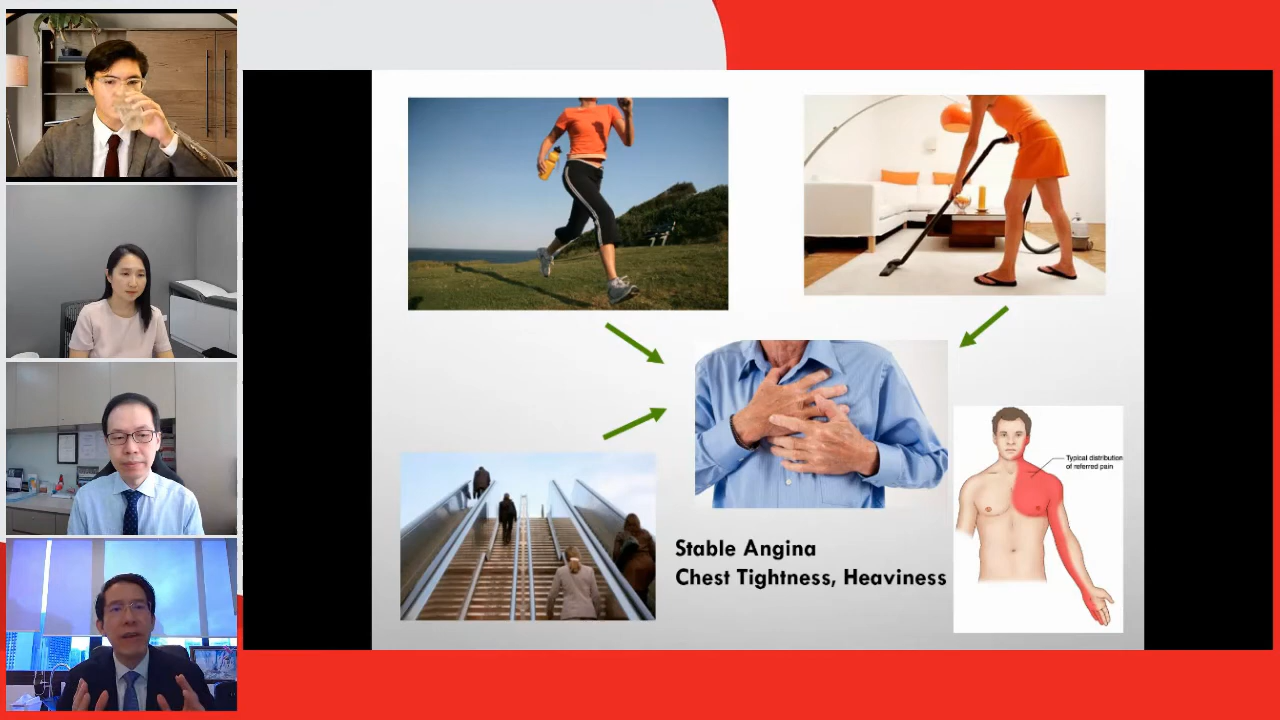 Typical distribution
of referred pain
Stable Angina
Chest Tightness, Heaviness